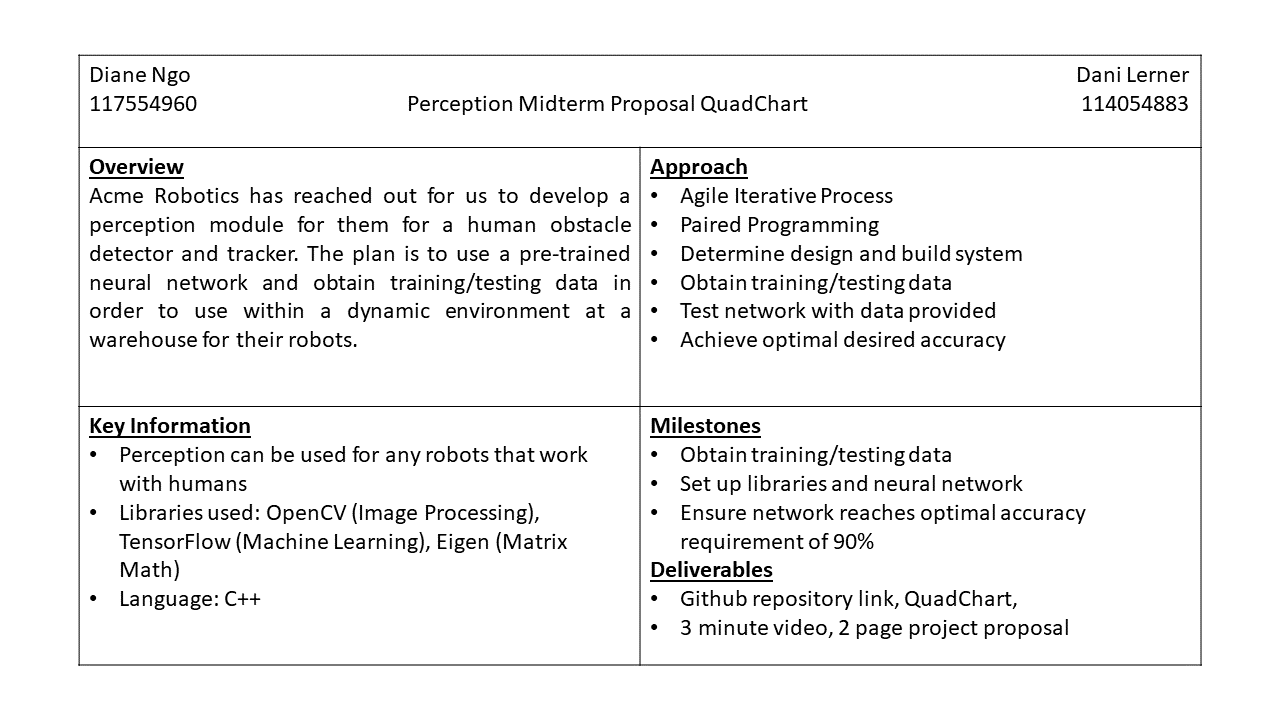 Diane Ngo
Dani Lerner
117554960
Perception Midterm Proposal QuadChart
114054883
Overview
Acme Robotics has reached out for us to develop a
perception module for them for a human obstacle
detector and tracker. The plan is to use a pre-trained
neural network and obtain training/testing data in
order to use within a dynamic environment at a
warehouse for their robots.
Approach
• Agile Iterative Process
• Paired Programming
• Determine design and build system
• Obtain training/testing data
• Test network with data provided
• Achieve optimal desired accuracy
Key Information
• Perception can be used for any robots that work
with humans
• Libraries used: OpenCV (Image Processing),
TensorFlow (Machine Learning), Eigen (Matrix
Math)
• Language: C++
Milestones
• Obtain training/testing data
• Set up libraries and neural network
• Ensure network reaches optimal accuracy
requirement of 90%
Deliverables
• Github repository link, QuadChart,
• 3 minute video, 2 page project proposal